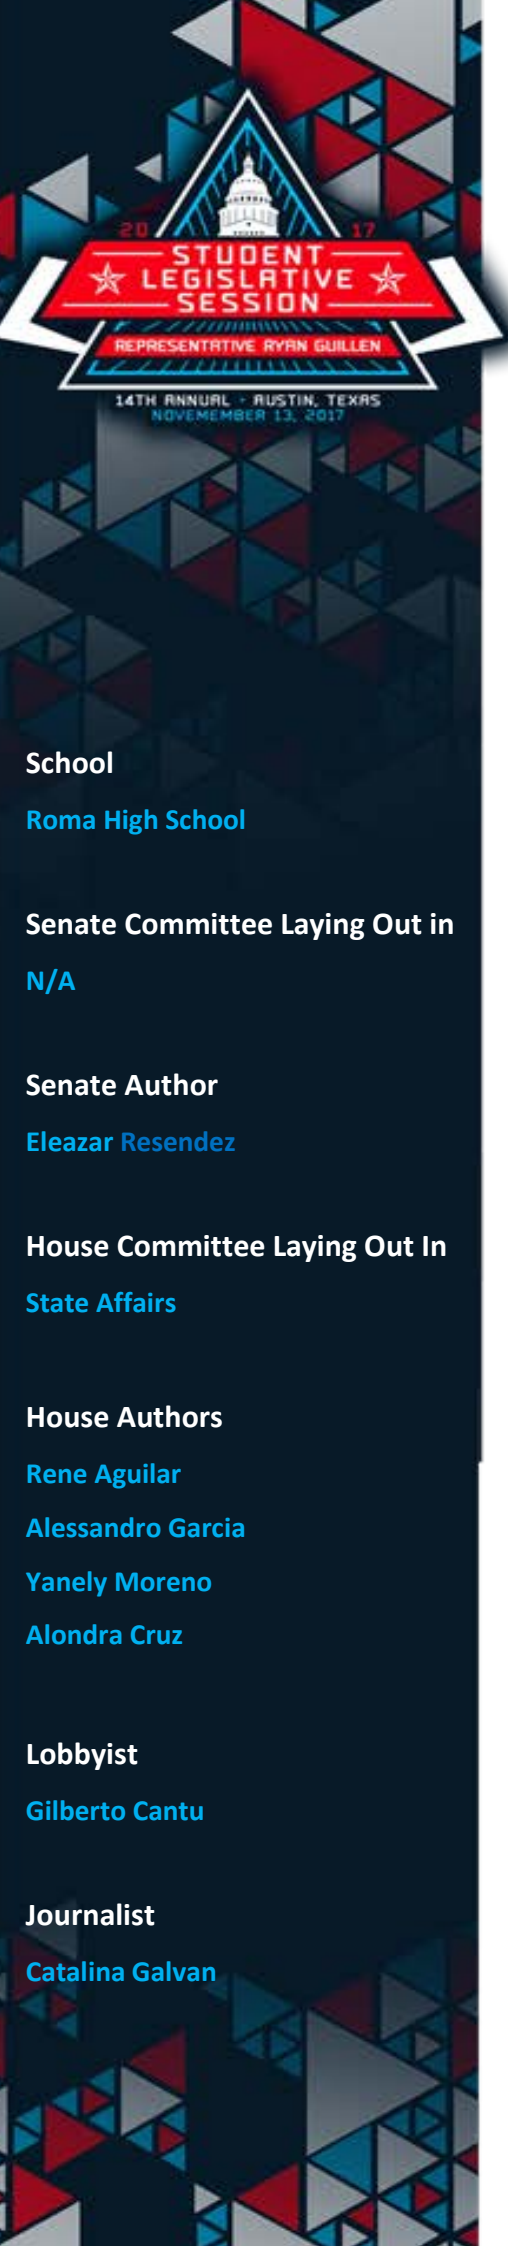 20 17
STUDENT
LEGISLATIVE
SESSION
REPRESENTATIVE RYAN GUILLEN
14TH ANNUAL - AUSTIN, TEXAS
NOVEMEMBER 13, 2017
School
Roma High School
Senate Committee Laying Out in
N/A
Senate Author
Eleazar Resendez
House Committee Laying Out In
State Affairs
House Authors
Rene Aguilar
Alessandro Garcia
Yanely Moreno
Alondra Cruz
Lobbyist
Gilberto Cantu
Journalist
Catalina Galvan